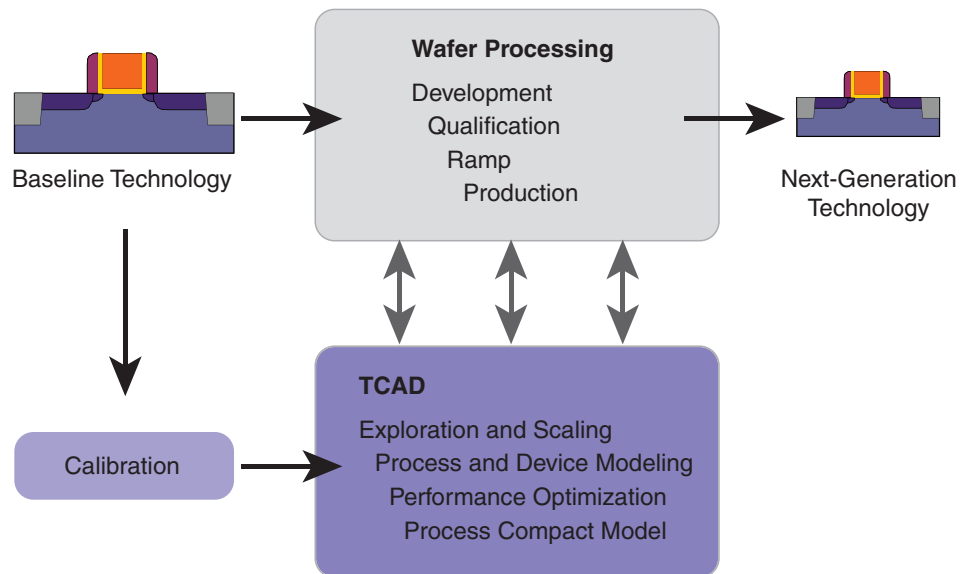 Wafer Processing
Development
Qualification
Ramp
Production
Baseline Technology
Next-Generation
Technology
TCAD
Exploration and Scaling
Process and Device Modeling
Performance Optimization
Process Compact Model
Calibration